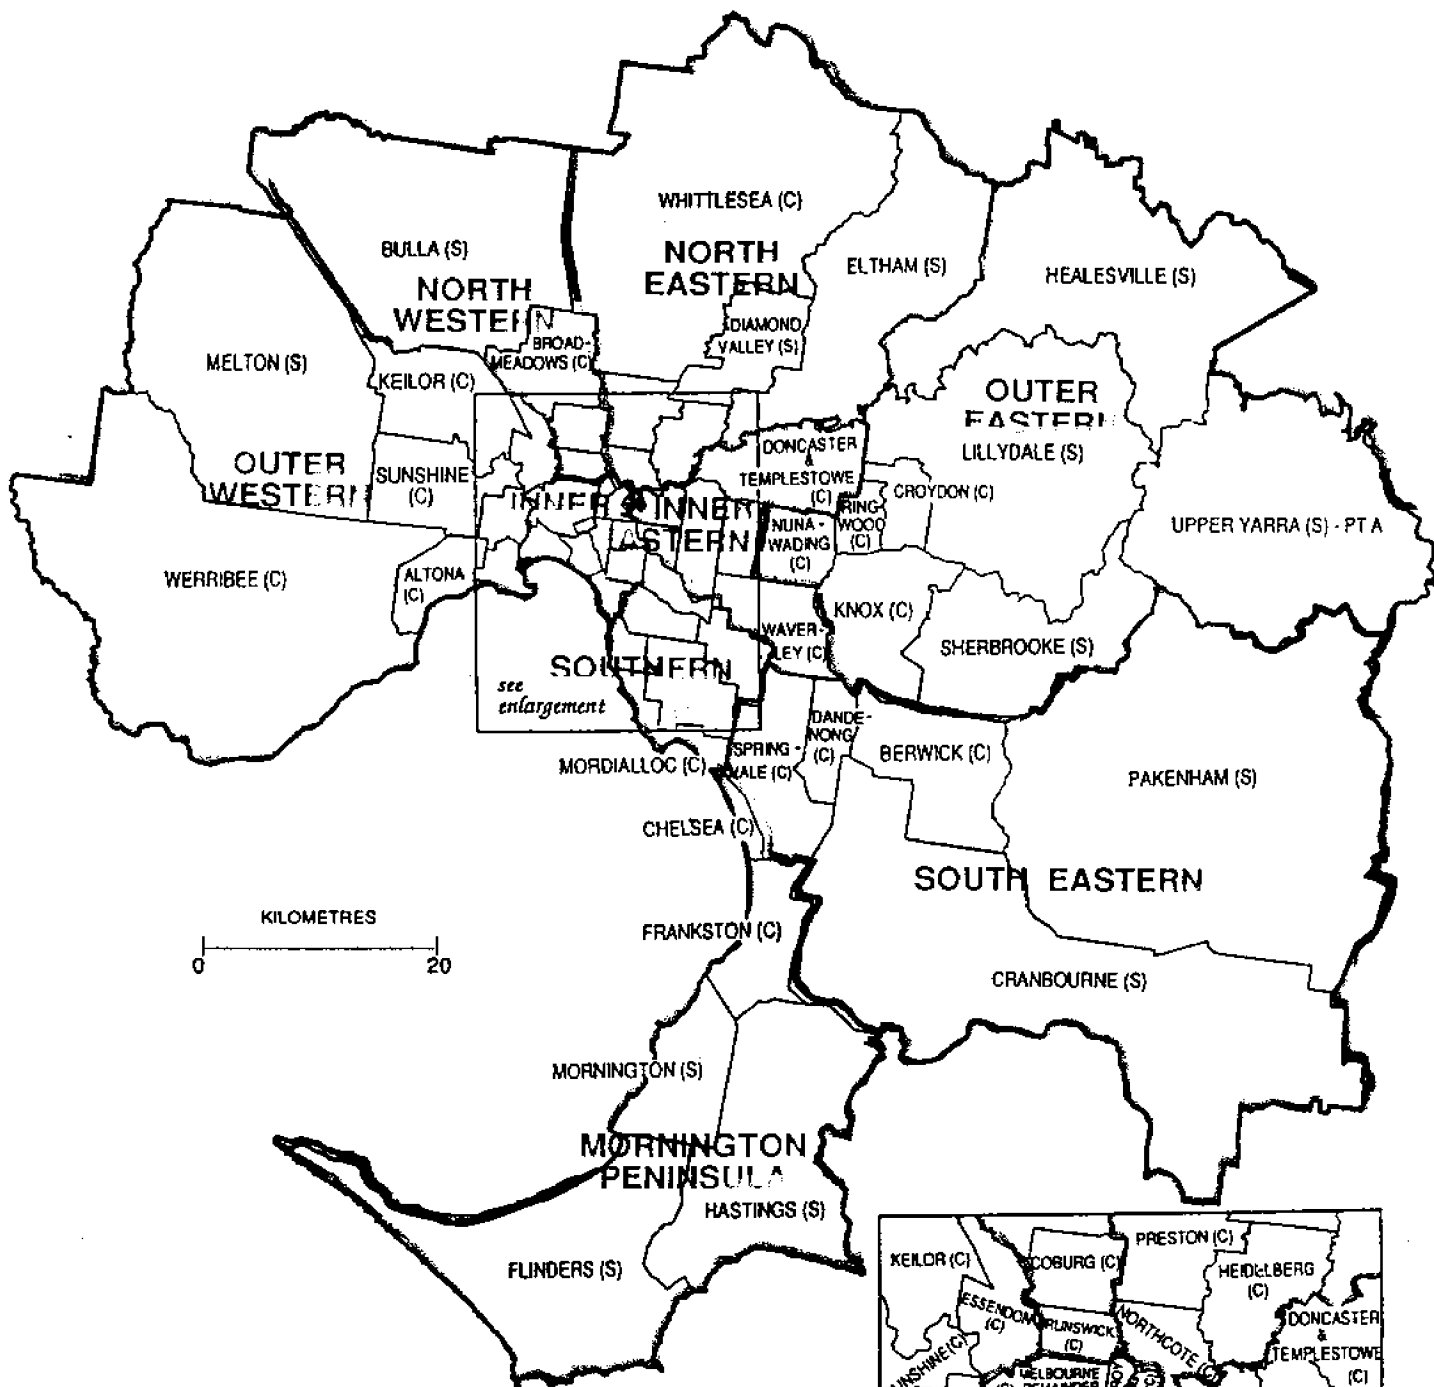 WHITTLESEA (C)
BULLA (S)
NORTH
EASTERN
ELTHAM (S)
HEALESVILLE (S)
NORTH
WESTERN
DIAMOND
VALLEY (S)
BROAD-
MEADOWS (C)
MELTON (S)
KEILOR (C)
OUTER
EASTERN
LILLYDALE (S)
DONCASTER
&
TEMPLESTOWE
(C)
OUTER
WESTERN
SUNSHINE
(C)
CROYDON (C)
RING-
WOOD
(C)
INNER
INNER
EASTERN
NUNA-
WADING
(C)
UPPER YARRA (S) - PT A
WERRIBEE (C)
ALTONA
(C)
KNOX (C)
WAVER-
LEY (C)
SHERBROOKE (S)
SOUTHERN
see
enlargement
DANDE-
NONG
(C)
SPRING-
VALE (C)
BERWICK (C)
MORDIALLOC (C)
PAKENHAM (S)
CHELSEA (C)
SOUTH EASTERN
KILOMETRES
0 20
FRANKSTON (C)
CRANBOURNE (S)
MORNINGTON (S)
MORNINGTON
PENINSULA
HASTINGS (S)
FLINDERS (S)
PRESTON (C)
KEILOR (C)
COBURG (C)
HEIDELBERG
(C)
ESSENDON
(C)
BRUNSWICK
(C)
NORTHCOTE (C)
DONCASTER
&
TEMPLESTOWE
(C)
UNSHINE (C)
MELBOURNE